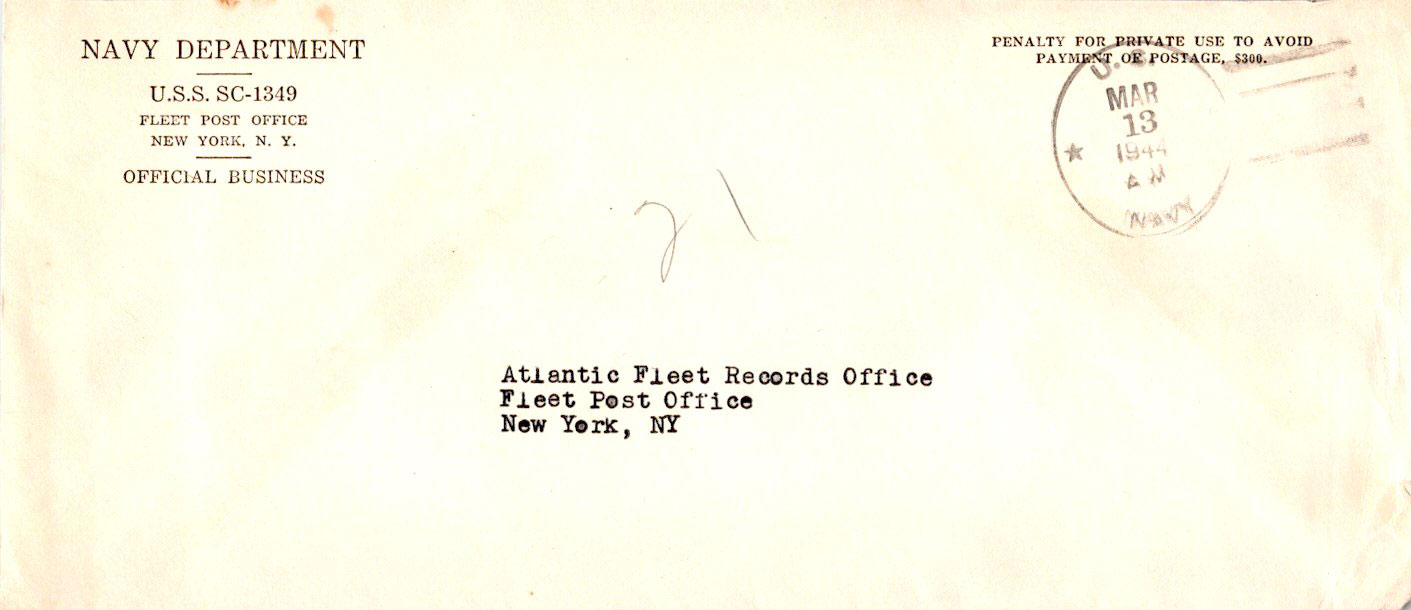 NAVY DEPARTMENT
U.S.S. SC-1349
FLEET POST OFFICE
NEW YORK, N. Y.
OFFICIAL BUSINESS
PENALTY FOR PRIVATE USE TO AVOID
PAYMENT OF POSTAGE, $300.
U.S.
MAR
13
1944
AM
NAVY
21
Atlantic Fleet Records Office
Fleet Post Office
New York, NY